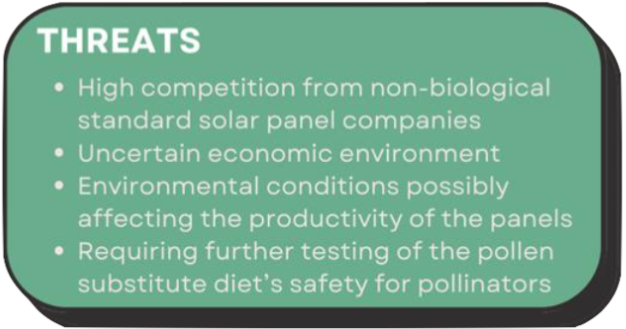 THREATS
• High competition from non-biological
standard solar panel companies
• Uncertain economic environment
• Environmental conditions possibly
affecting the productivity of the panels
• Requiring further testing of the pollen
substitute diet's safety for pollinators